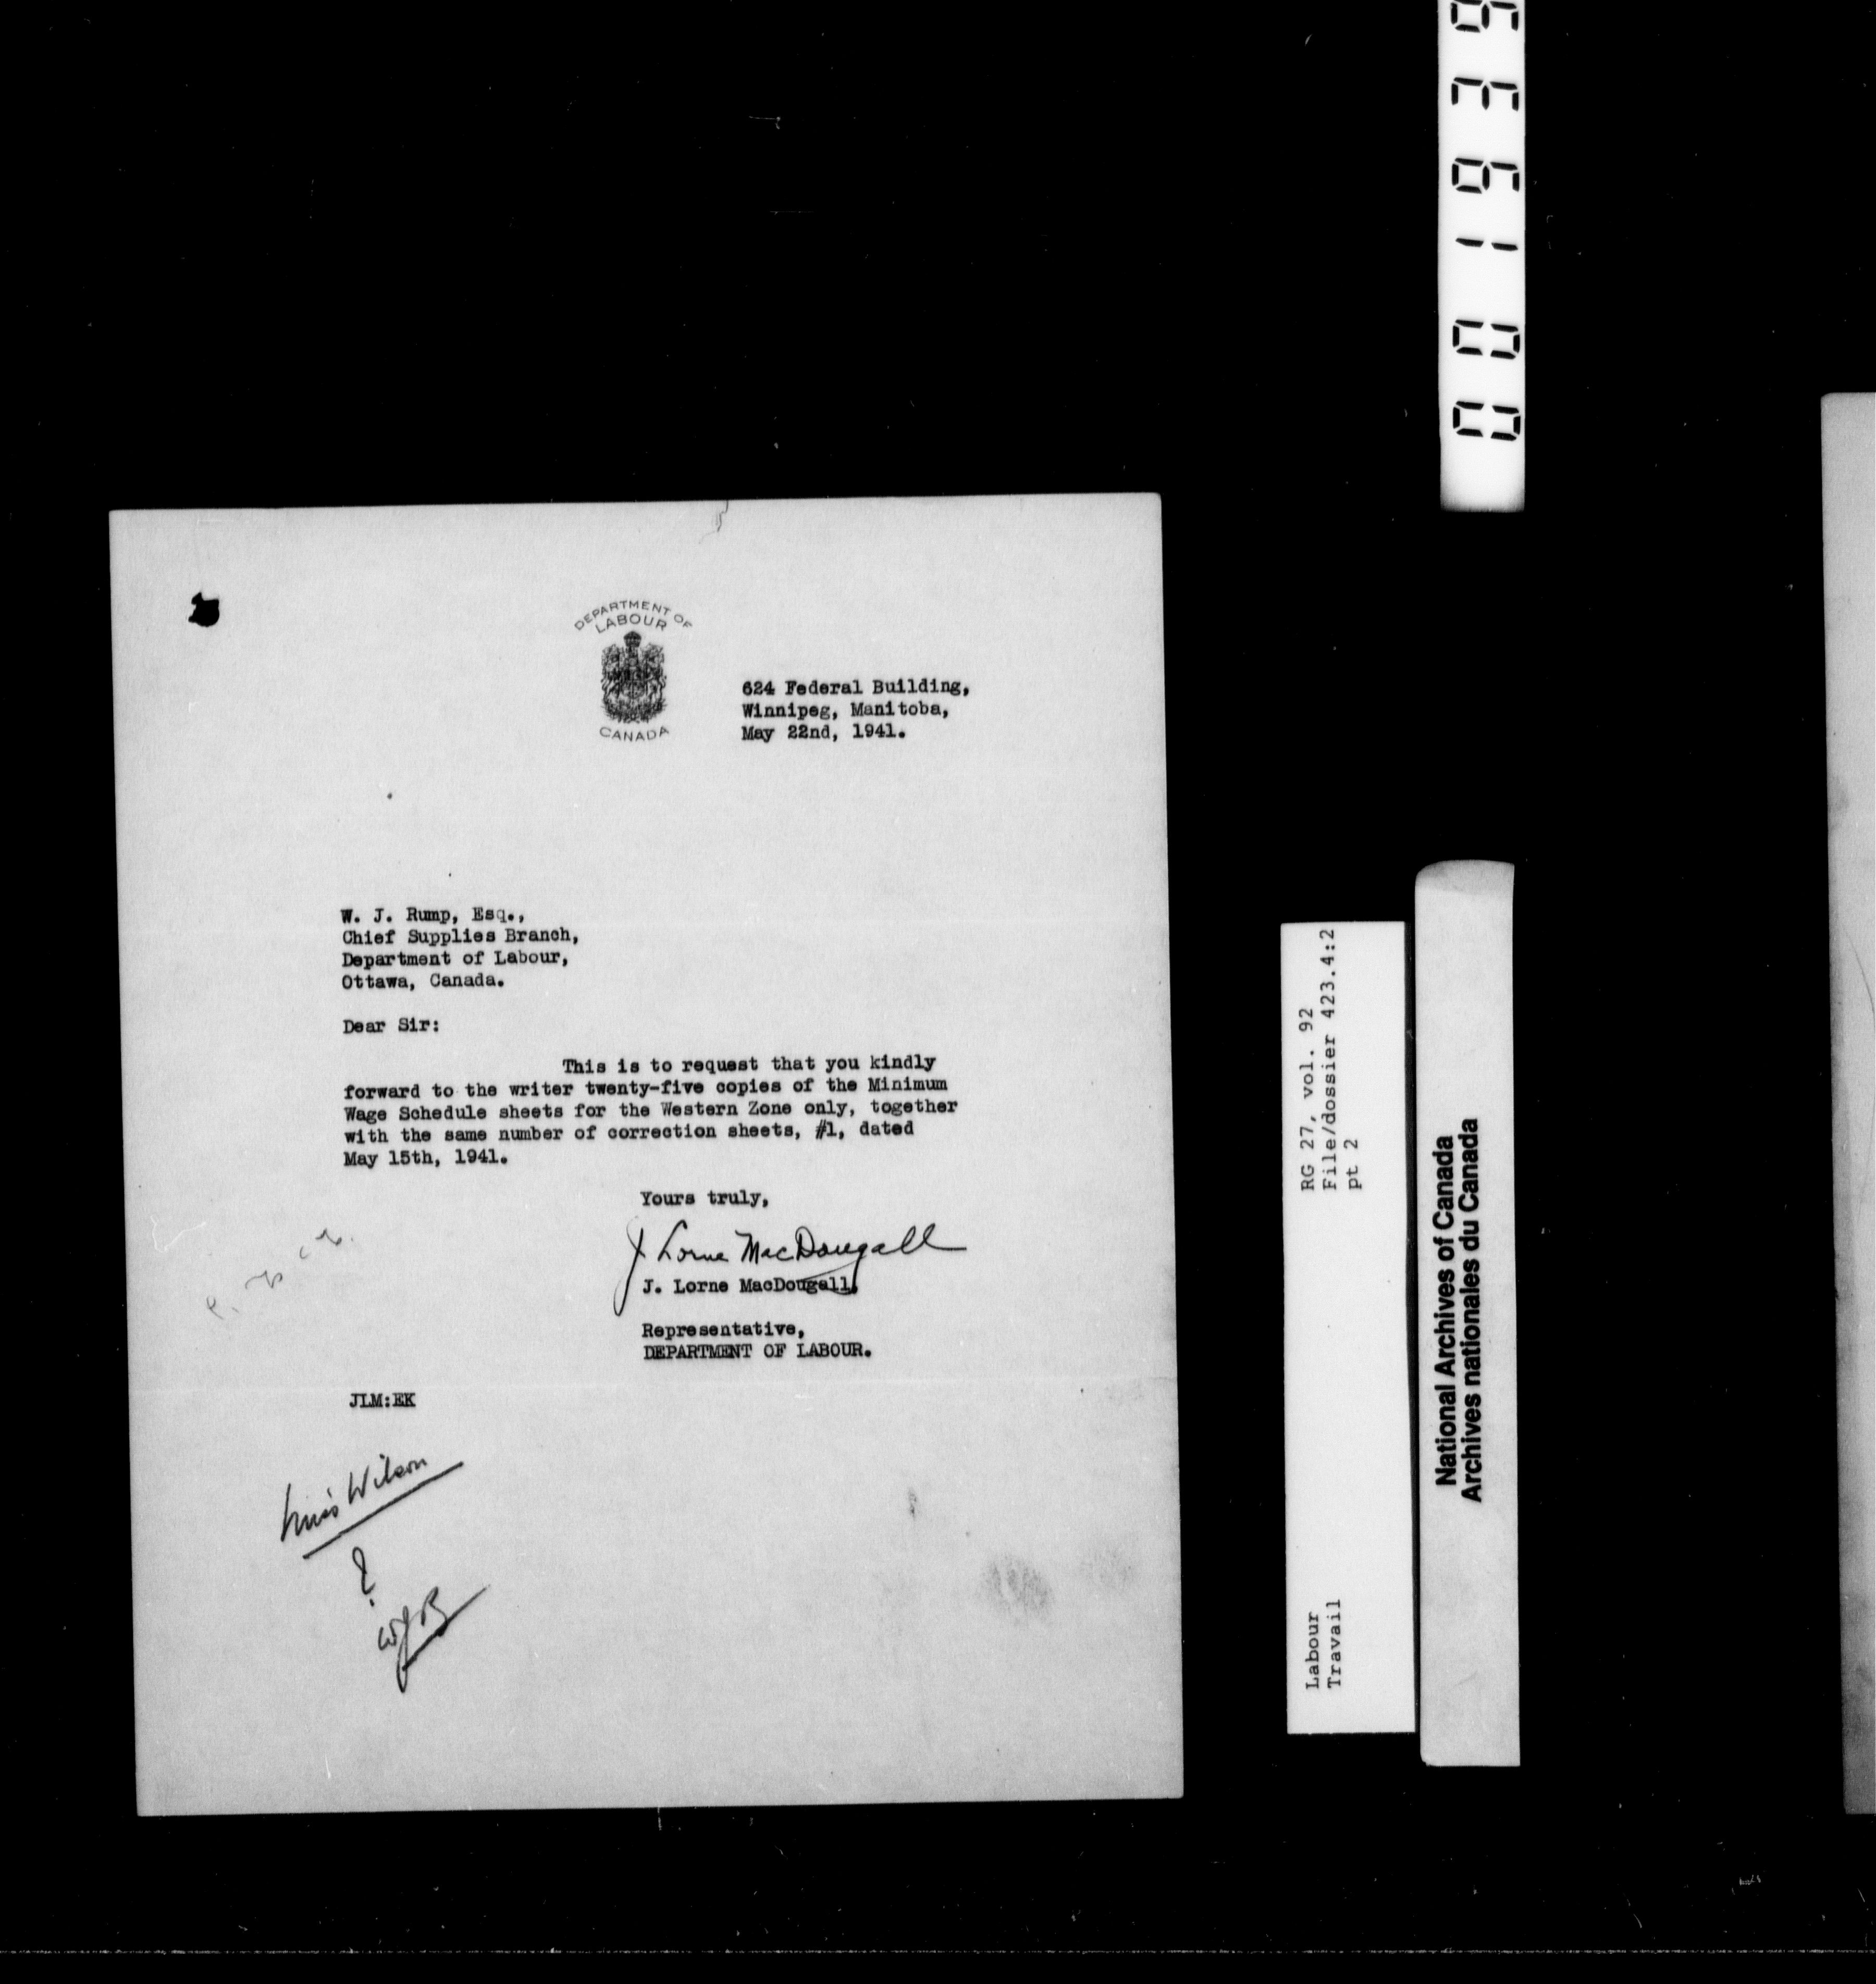 DEPARTMENT OF
LABOUR
CANADA
624 Federal Building,
Winnipeg, Manitoba,
May 22nd, 1941.
W. J. Rump, Esq.,
Chief Supplies Branch,
Department of Labour,
Ottawa, Canada.
Dear Sir:
This is to request that you kindly
forward to the writer twenty-five copies of the Minimum
Wage Schedule sheets for the Western Zone only, together
with the same number of correction sheets, #1, dated
May 15th, 1941.
Yours truly,
J Lorne MacDougall
J. Lorne MacDougall,
Representative,
DEPARTMENT OF LABOUR.
JLM:EK
Miss Wilson
?
WJR
RG 27, vol. 92
File/dossier 423.4:2
pt 2
Labour
Travail
National Archives of Canada
Archives nationales du Canada